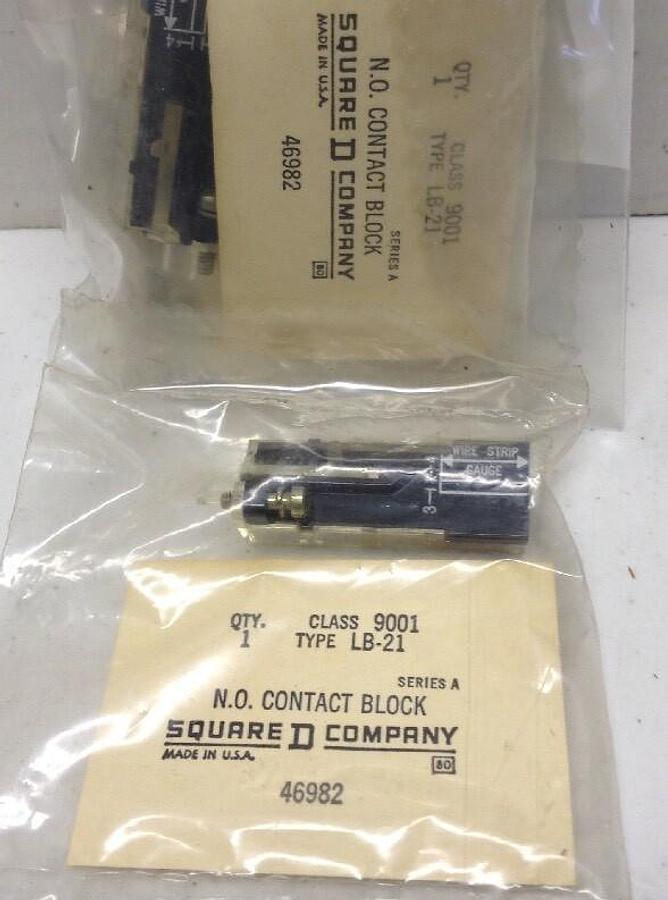 QTY.
1
CLASS 9001
TYPE LB-21
SERIES A
N.O. CONTACT BLOCK
SQUARE D COMPANY
MADE IN U.S.A.
80
46982
WIRE STRIP
GAUGE
3
QTY. CLASS 9001
1 TYPE LB-21
SERIES A
N.O. CONTACT BLOCK
SQUARE D COMPANY
MADE IN U.S.A.
80
46982